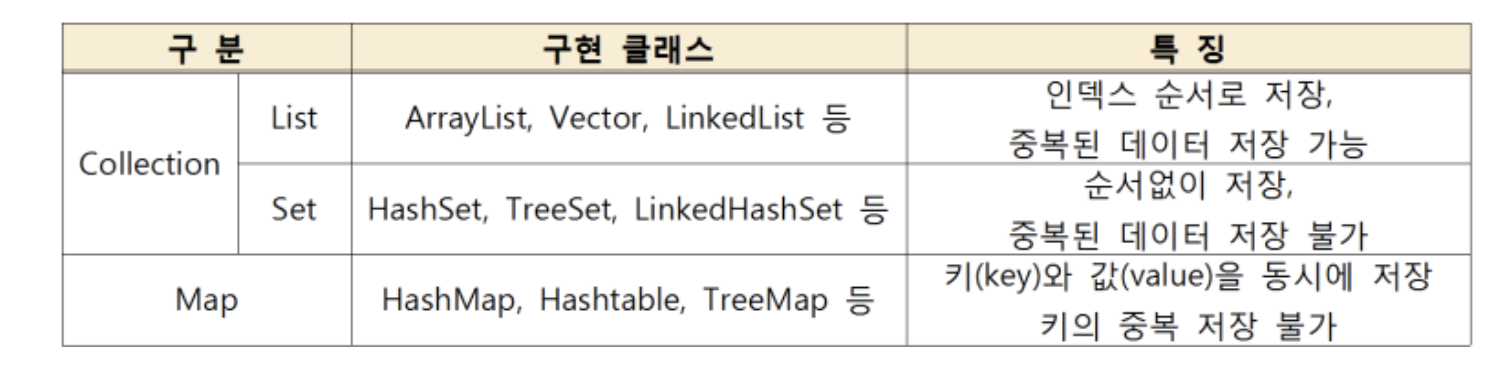 구 분 구현 클래스 특 징
Collection
List ArrayList, Vector, LinkedList 등
인덱스 순서로 저장,
중복된 데이터 저장 가능
Set HashSet, TreeSet, LinkedHashSet 등
순서없이 저장,
중복된 데이터 저장 불가
Map HashMap, Hashtable, TreeMap 등
키(key)와 값(value)을 동시에 저장
키의 중복 저장 불가